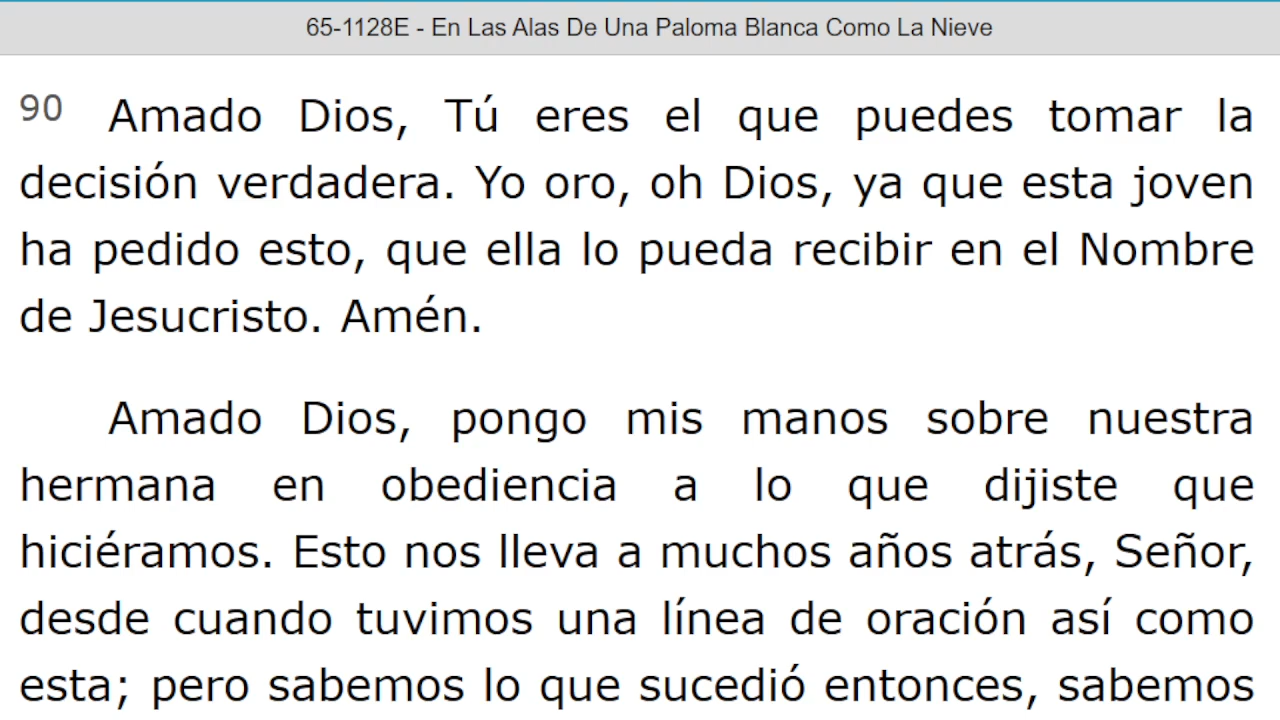 65-1128E - En Las Alas De Una Paloma Blanca Como La Nieve
90 Amado Dios, Tú eres el que puedes tomar la
decisión verdadera. Yo oro, oh Dios, ya que esta joven
ha pedido esto, que ella lo pueda recibir en el Nombre
de Jesucristo. Amén.
Amado Dios, pongo mis manos sobre nuestra
hermana en obediencia a lo que dijiste que
hiciéramos. Esto nos lleva a muchos años atrás, Señor,
desde cuando tuvimos una línea de oración así como
esta; pero sabemos lo que sucedió entonces, sabemos